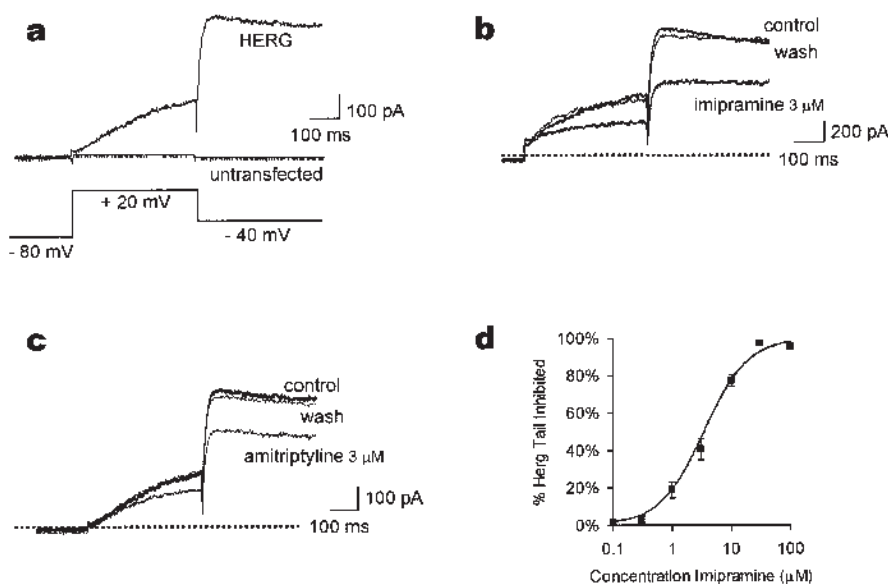 a
HERG
100 pA
100 ms
untransfected
+ 20 mV
- 80 mV
- 40 mV
b
control
wash
imipramine 3 µM
200 pA
100 ms
c
control
wash
amitriptyline 3 µM
100 pA
100 ms
d
% Herg Tail Inhibited
100%
80%
60%
40%
20%
0%
0.1
1
10
100
Concentration Imipramine (µM)